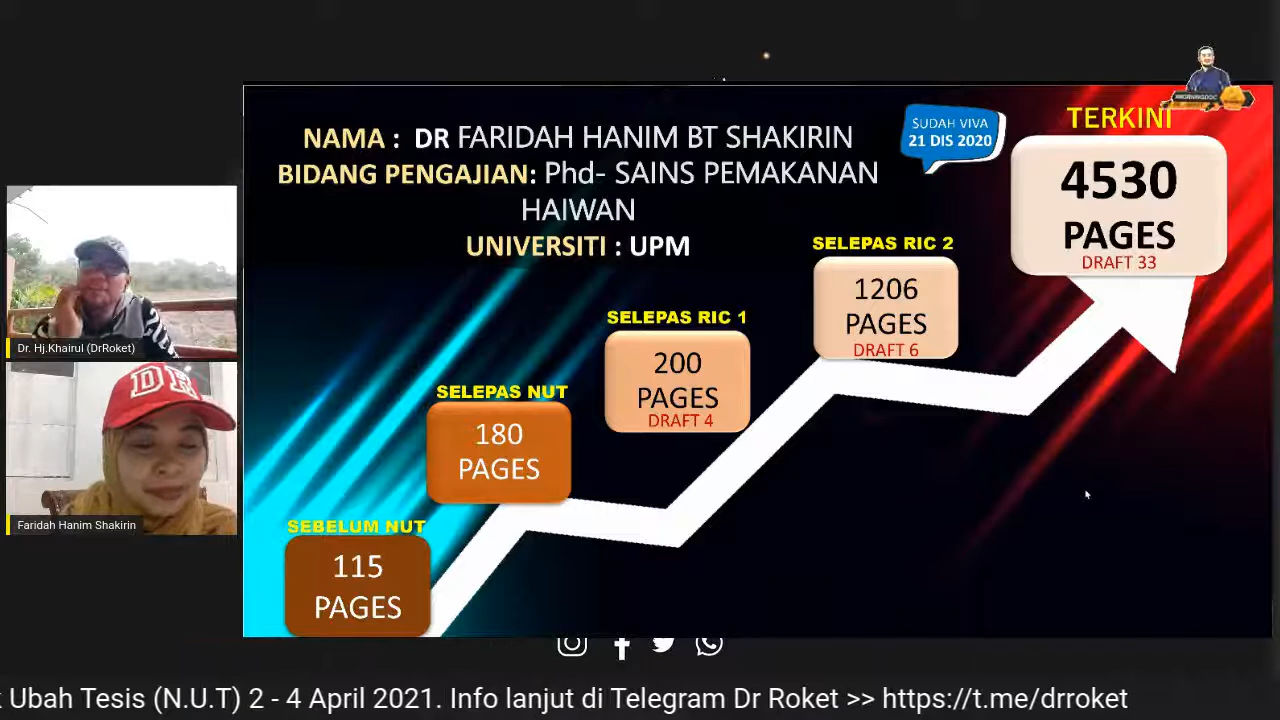 NAMA : DR FARIDAH HANIM BT SHAKIRIN
BIDANG PENGAJIAN: Phd- SAINS PEMAKANAN
HAIWAN
UNIVERSITI : UPM
SUDAH VIVA
21 DIS 2020
TERKINI
4530
PAGES
DRAFT 33
SELEPAS RIC 2
1206
PAGES
DRAFT 6
SELEPAS RIC 1
200
PAGES
DRAFT 4
SELEPAS NUT
180
PAGES
SEBELUM NUT
115
PAGES
Dr. Hj.Khairul (DrRoket)
DR
Faridah Hanim Shakirin
Ubah Tesis (N.U.T) 2 - 4 April 2021. Info lanjut di Telegram Dr Roket >> https://t.me/drroket